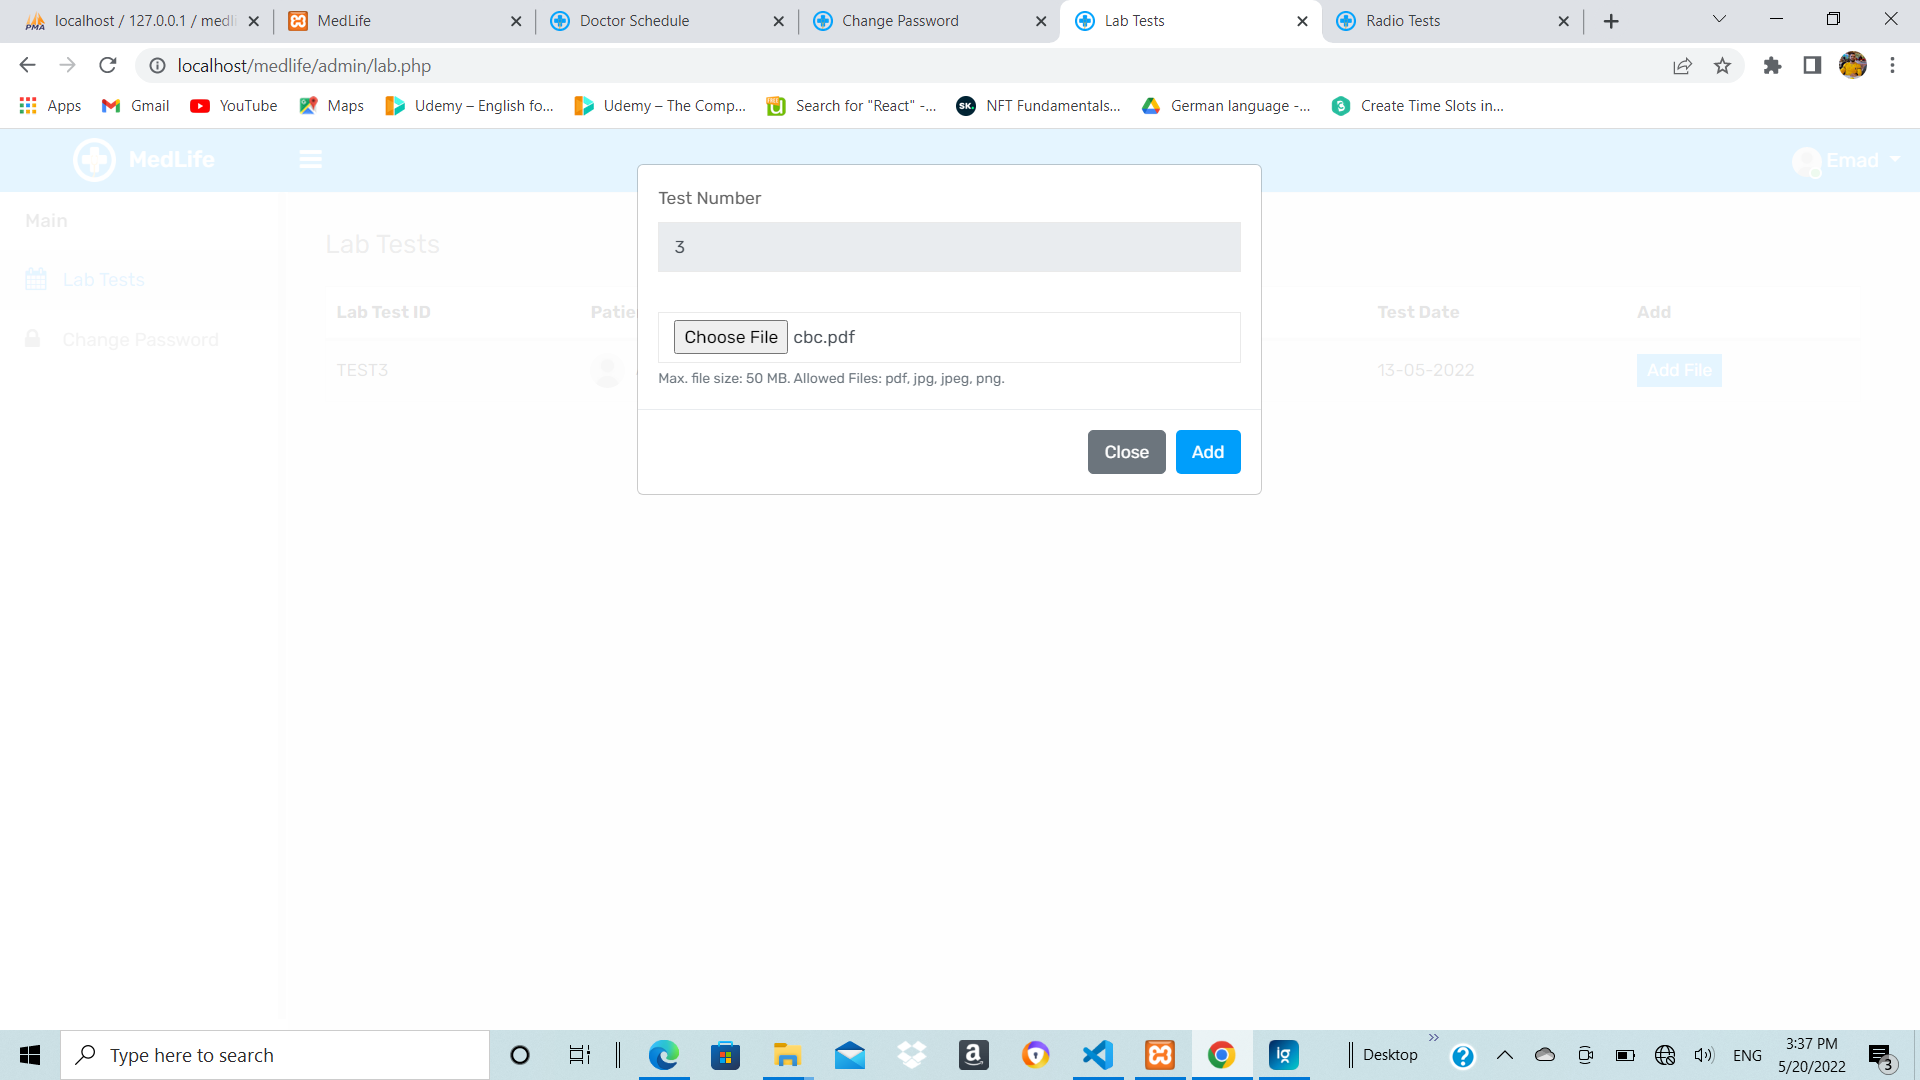 localhost / 127.0.0.1 / medli
MedLife
Doctor Schedule
Change Password
Lab Tests
Radio Tests
localhost/medlife/admin/lab.php
Apps
Gmail
YouTube
Maps
Udemy – English fo...
Udemy – The Comp...
Search for "React" -...
NFT Fundamentals...
German language -...
Create Time Slots in...
MedLife
Emad
Main
Lab Tests
Change Password
Lab Tests
Lab Test ID
Patie
Test Date
Add
TEST3
13-05-2022
Add File
Test Number
3
Choose File cbc.pdf
Max. file size: 50 MB. Allowed Files: pdf, jpg, jpeg, png.
Close
Add
Type here to search
Desktop
ENG
3:37 PM
5/20/2022
3